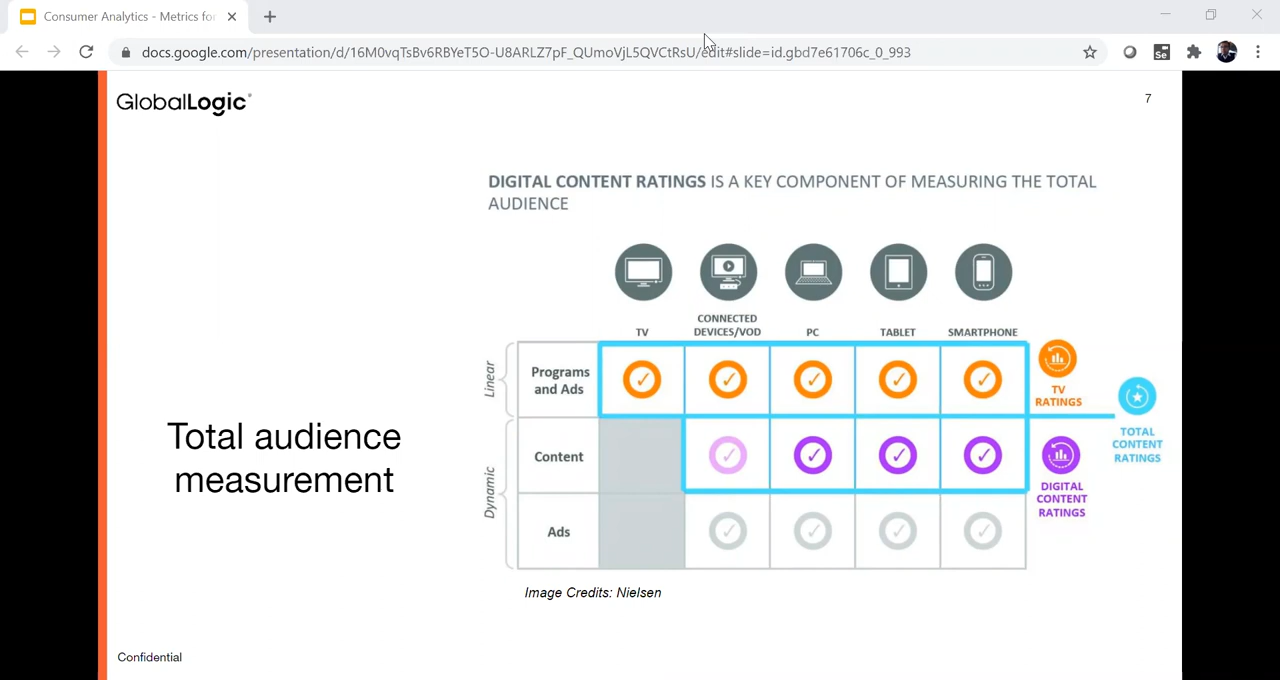 Consumer Analytics - Metrics for
docs.google.com/presentation/d/16M0vqTsBv6RBYeT5O-U8ARLZ7pF_QUmoVjL5QVCtRsU/edit#slide=id.gbd7e61706c_0_993
Se
GlobalLogic
7
DIGITAL CONTENT RATINGS IS A KEY COMPONENT OF MEASURING THE TOTAL
AUDIENCE
TV
CONNECTED
DEVICES/VOD
PC
TABLET
SMARTPHONE
Linear
Programs
and Ads
TV
RATINGS
TOTAL
CONTENT
RATINGS
Total audience
measurement
Dynamic
Content
DIGITAL
CONTENT
RATINGS
Ads
Image Credits: Nielsen
Confidential